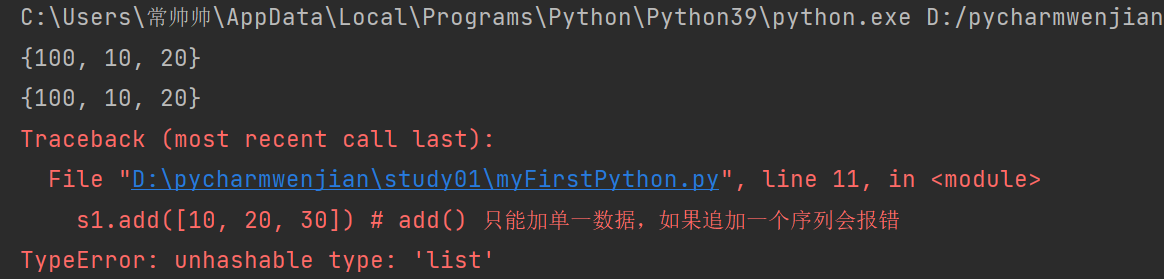 C:\Users\常帅帅\AppData\Local\Programs\Python\Python39\python.exe D:/pycharmwenjian
{100, 10, 20}
{100, 10, 20}
Traceback (most recent call last):
  File "D:\pycharmwenjian\study01\myFirstPython.py", line 11, in <module>
    s1.add([10, 20, 30]) # add() 只能加单一数据，如果追加一个序列会报错
TypeError: unhashable type: 'list'